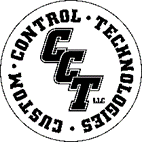 CUSTOM · CONTROL · TECHNOLOGIES ·
CCT
LLC